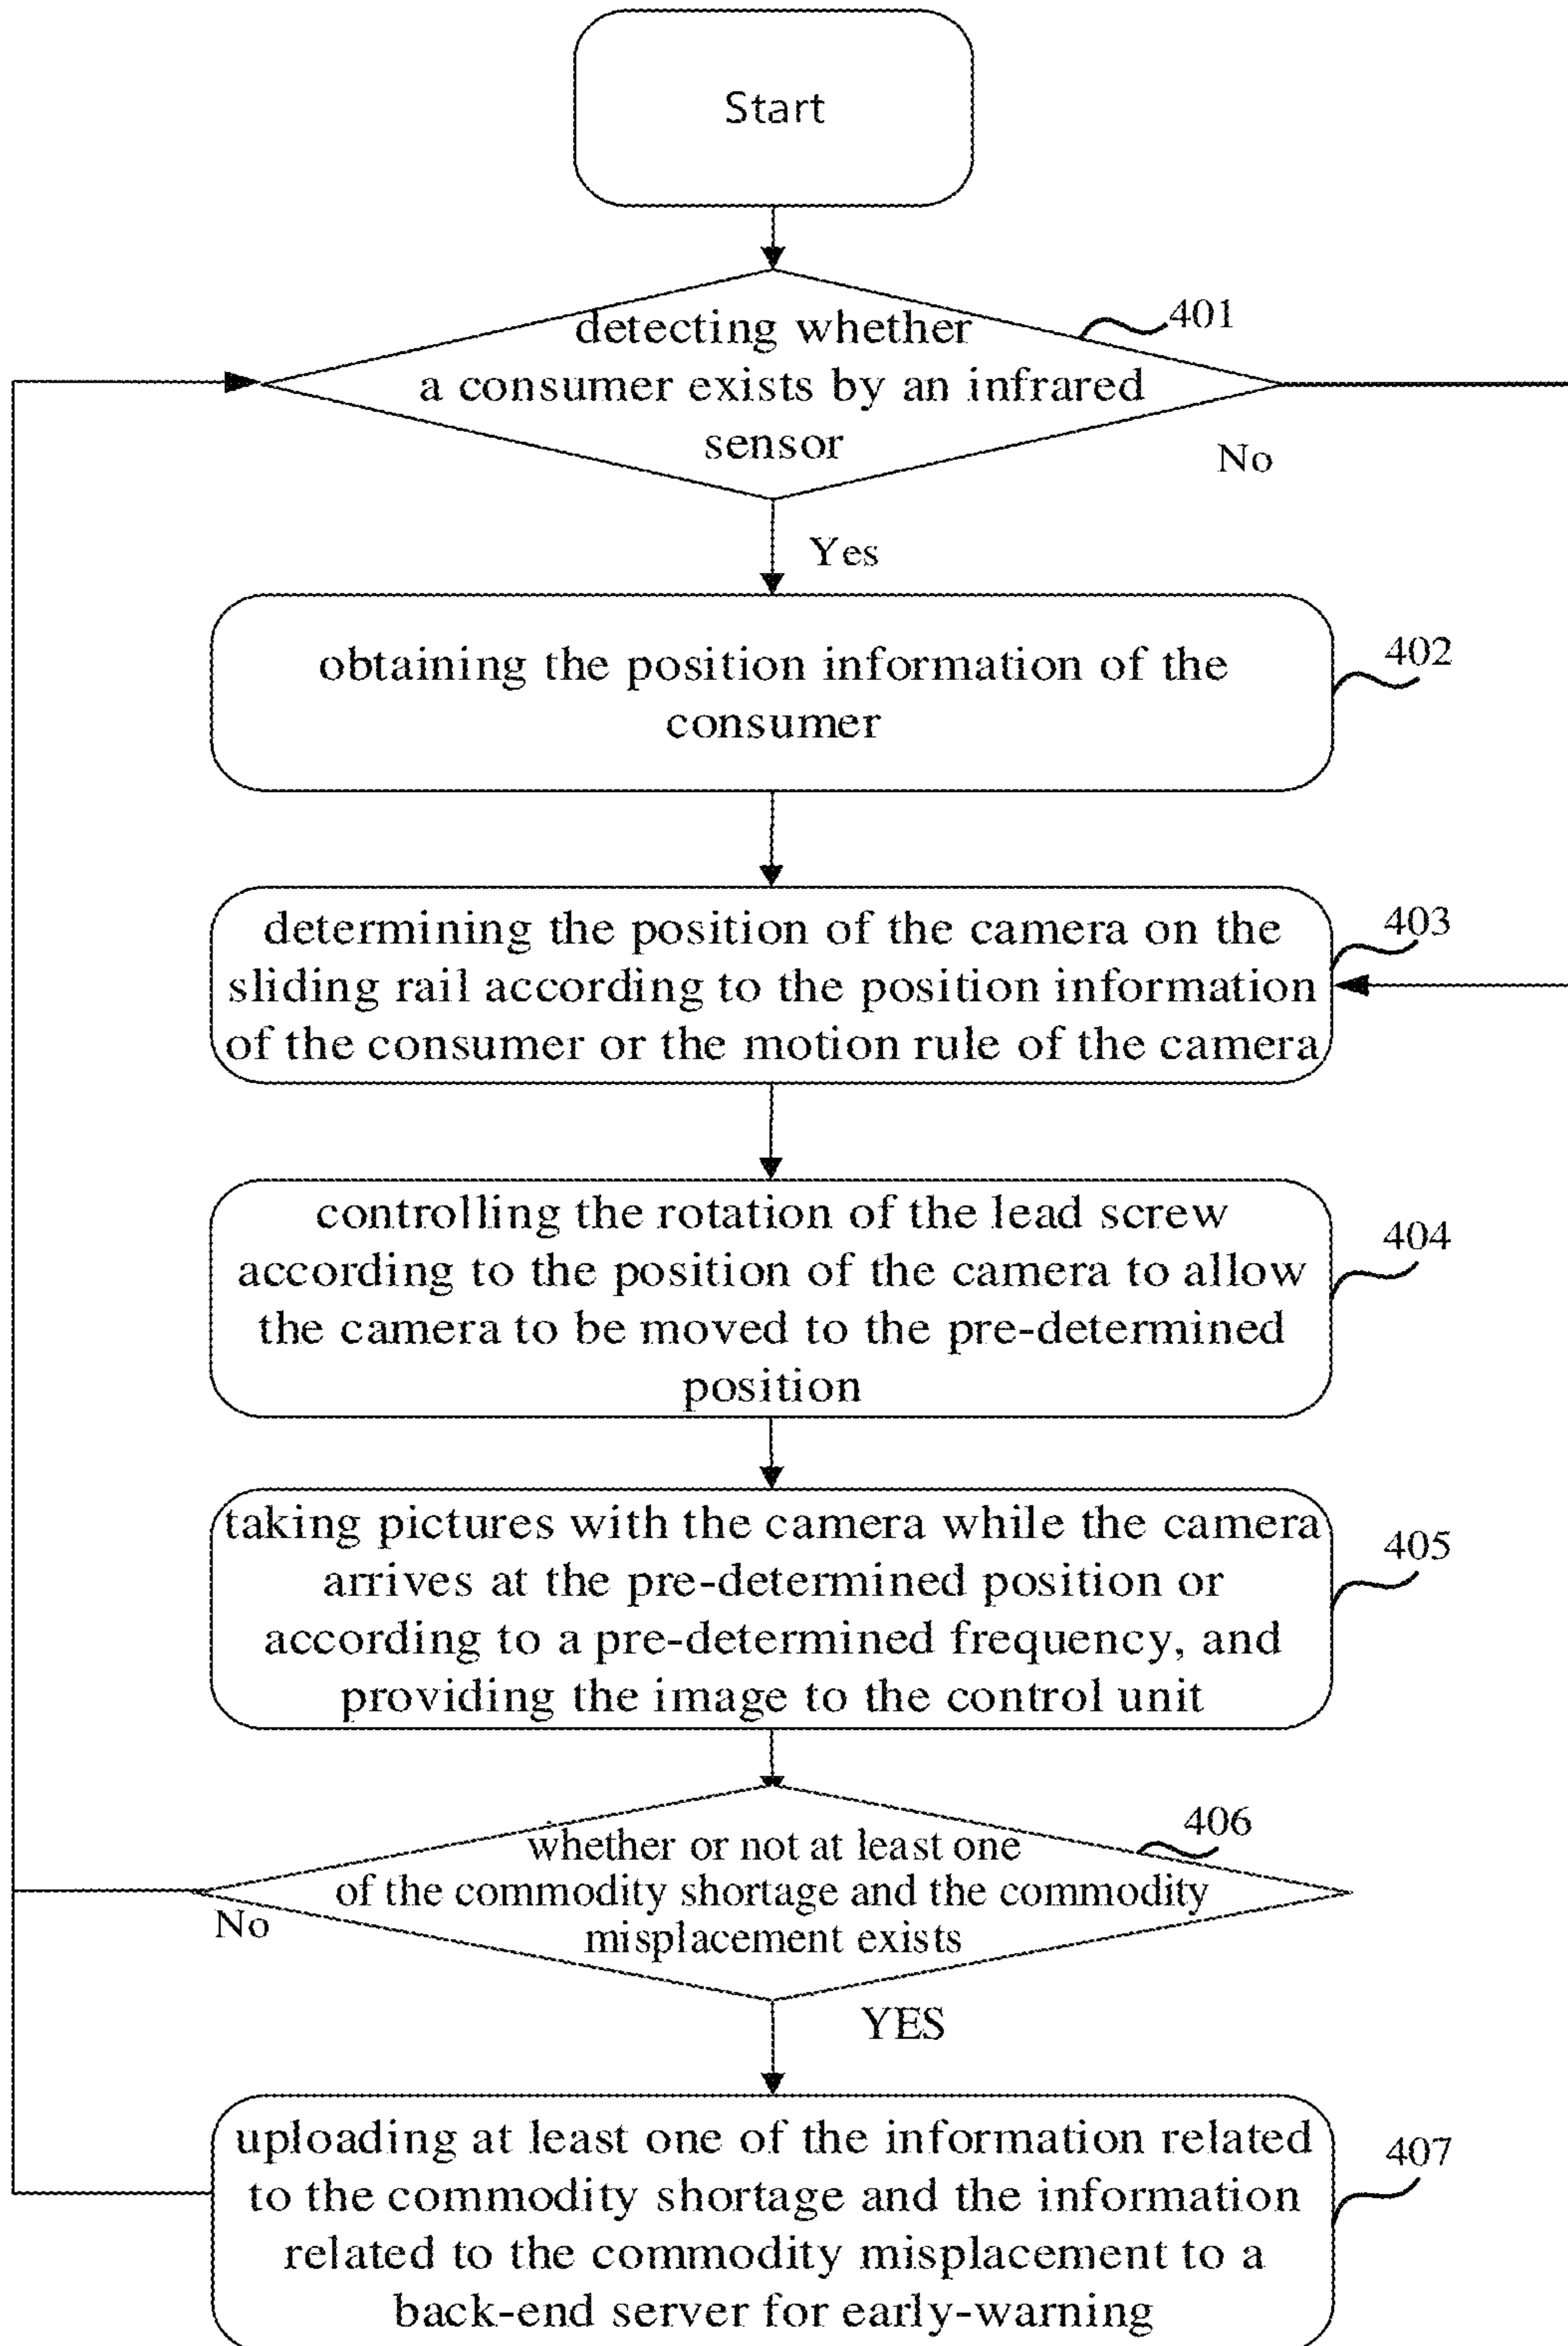 Start
detecting whether
a consumer exists by an infrared
sensor
401
No
Yes
obtaining the position information of the
consumer
402
determining the position of the camera on the
sliding rail according to the position information
of the consumer or the motion rule of the camera
403
controlling the rotation of the lead screw
according to the position of the camera to allow
the camera to be moved to the pre-determined
position
404
taking pictures with the camera while the camera
arrives at the pre-determined position or
according to a pre-determined frequency, and
providing the image to the control unit
405
whether or not at least one
of the commodity shortage and the commodity
misplacement exists
406
No
YES
uploading at least one of the information related
to the commodity shortage and the information
related to the commodity misplacement to a
back-end server for early-warning
407